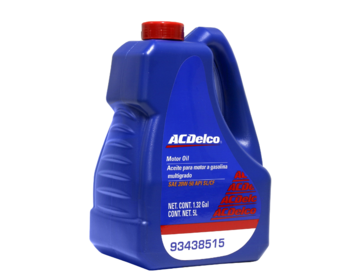 ACDelco
Motor Oil
Aceite para motor a gasolina
multigrado
SAE 20W-50 API SL/CF
NET. CONT. 1.32 Gal
CONT. NET. 5L
ACDelco
ACDelco
93438515